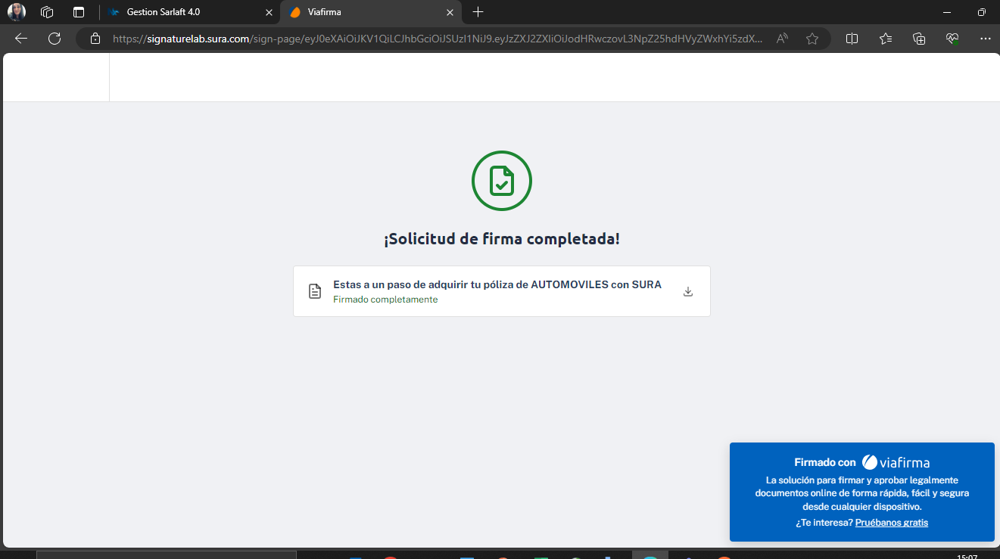 Gestion Sarlaft 4.0
Viafirma
https://signaturelab.sura.com/sign-page/eyJ0eXAiOiJKV1QiLCJhbGciOiJSUzI1NiJ9.eyJzZXJ2ZXIiOiJodHRwczovL3NpZ25hdHVyZWxhYi5zdX...
¡Solicitud de firma completada!
Estas a un paso de adquirir tu póliza de AUTOMOVILES con SURA
Firmado completamente
Firmado con viafirma
La solución para firmar y aprobar legalmente
documentos online de forma rápida, fácil y segura
desde cualquier dispositivo.
¿Te interesa? Pruébanos gratis
15:07